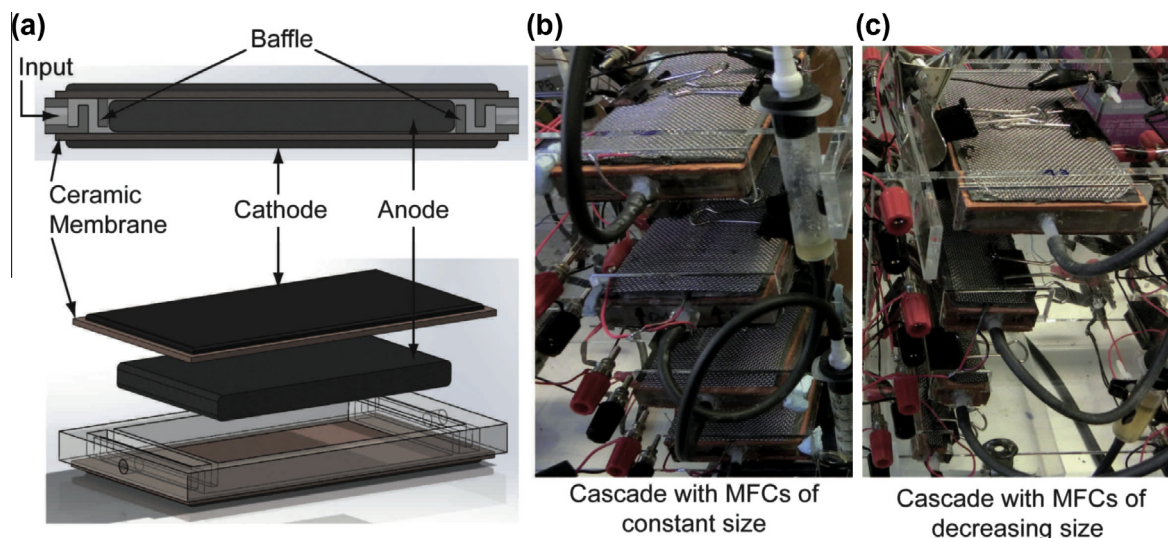 (a)
Input
Baffle
Ceramic
Membrane
Cathode
Anode
(b)
Cascade with MFCs of
constant size
(c)
Cascade with MFCs of
decreasing size